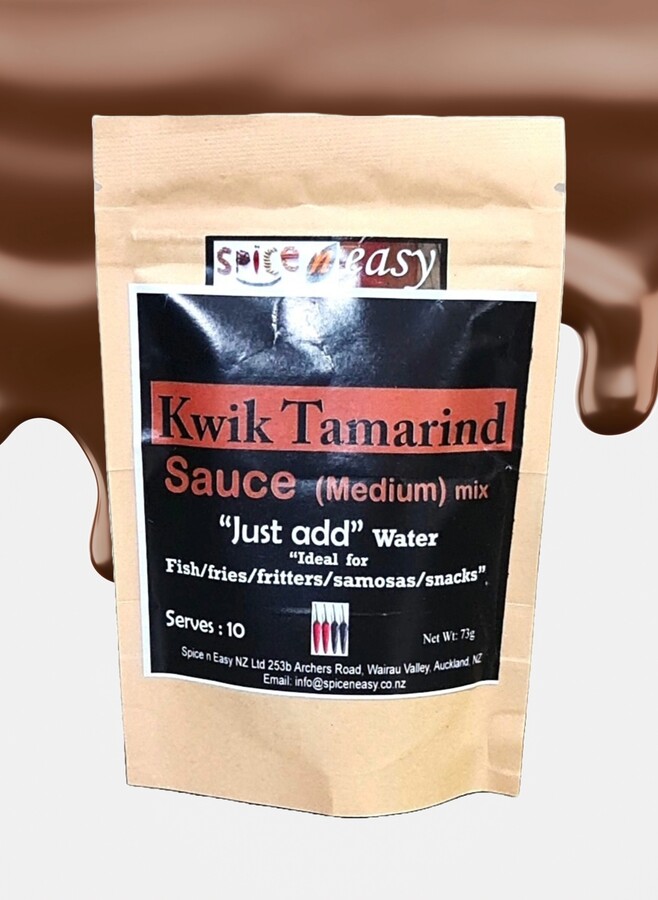 spice n easy
Kwik Tamarind
Sauce (Medium) mix
“Just add” Water
“Ideal for
Fish/fries/fritters/samosas/snacks”.
Serves : 10
Net Wt: 73g
Spice n Easy NZ Ltd 253b Archers Road, Wairau Valley, Auckland, NZ
Email: info@spiceneasy.co.nz